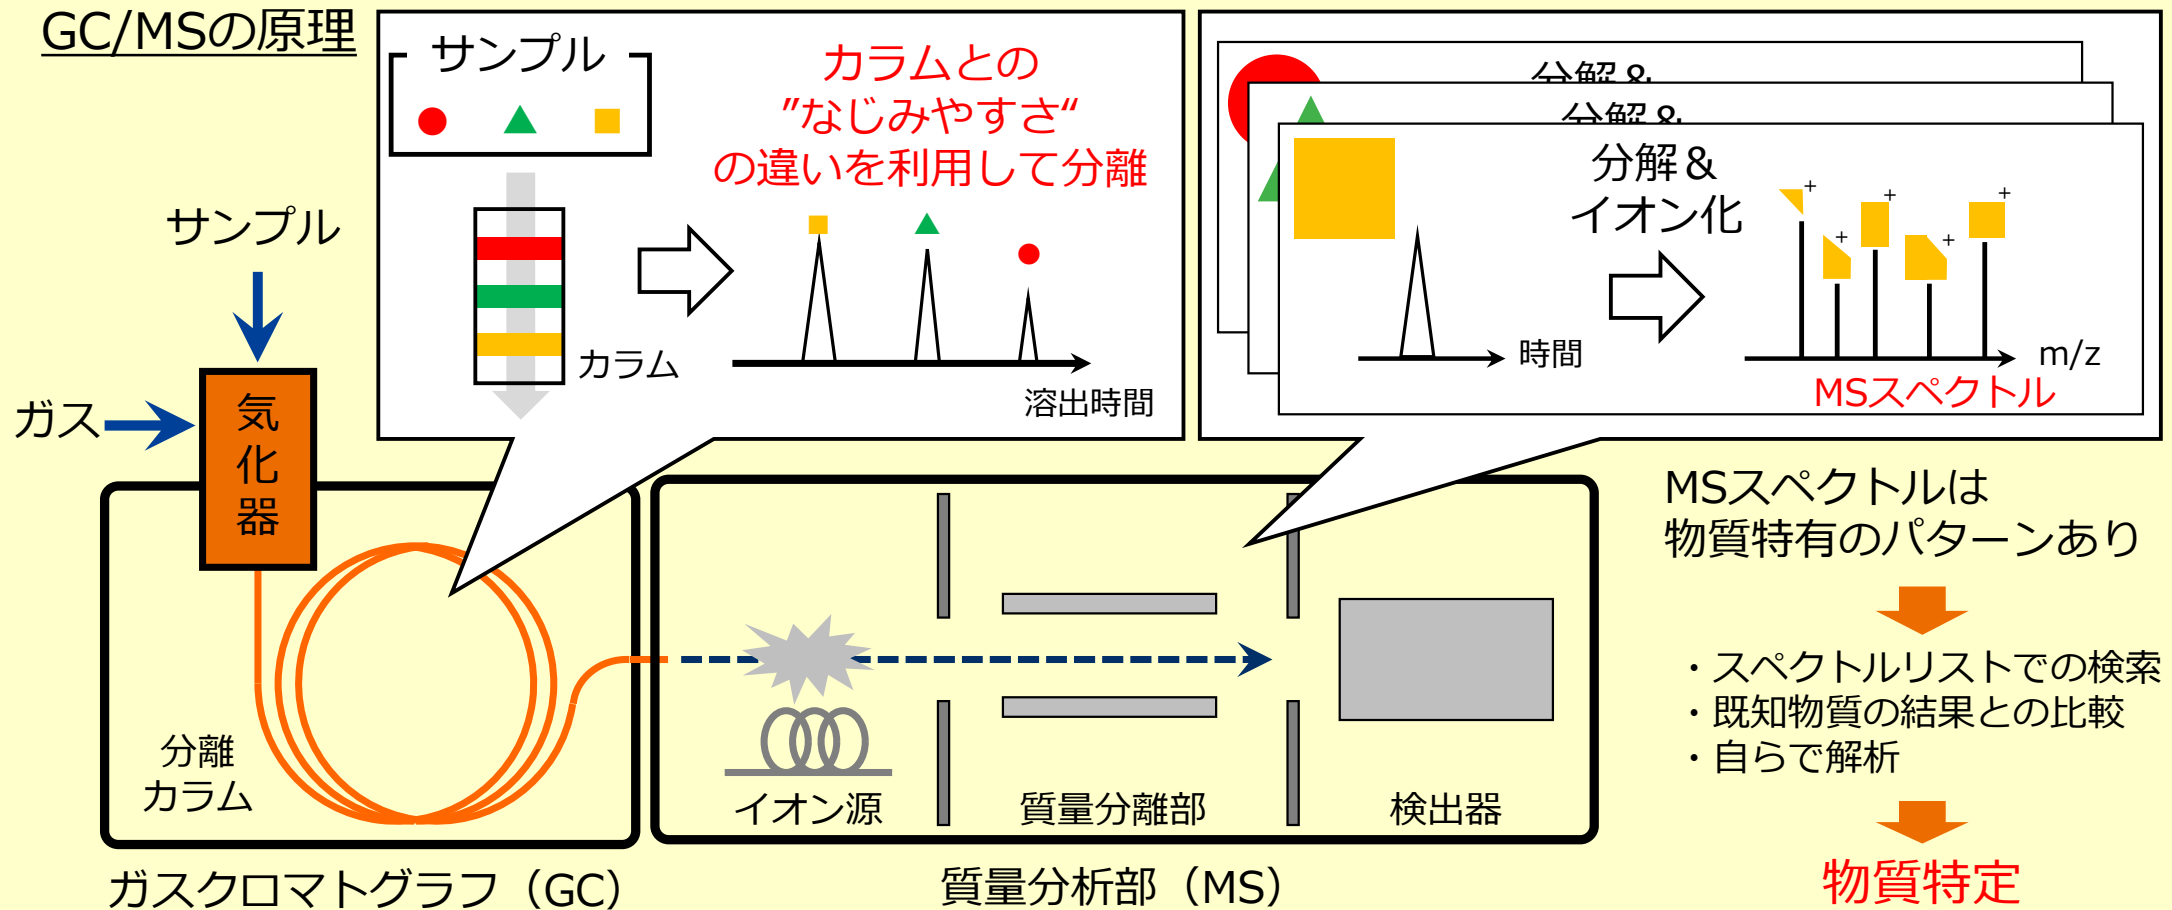 GC/MSの原理
サンプル
カラムとの
”なじみやすさ“
の違いを利用して分離
カラム
溶出時間
分解&
分解&
分解&
イオン化
+
+
+
+
+
時間
m/z
MSスペクトル
サンプル
ガス
気
化
器
分離
カラム
イオン源
質量分離部
検出器
ガスクロマトグラフ（GC）
質量分析部（MS）
MSスペクトルは
物質特有のパターンあり
・スペクトルリストでの検索
・既知物質の結果との比較
・自らで解析
物質特定